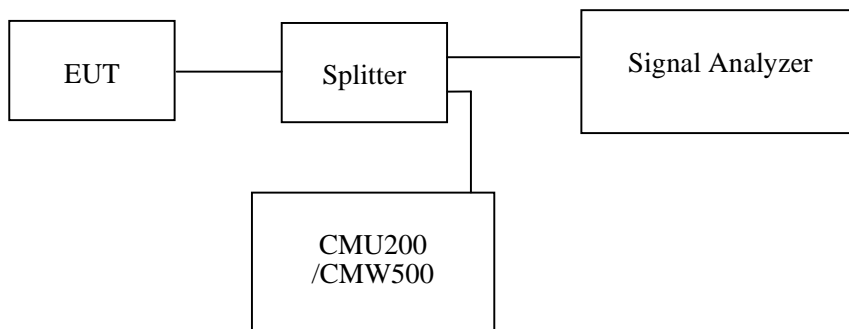 EUT
Splitter
Signal Analyzer
CMU200
/CMW500